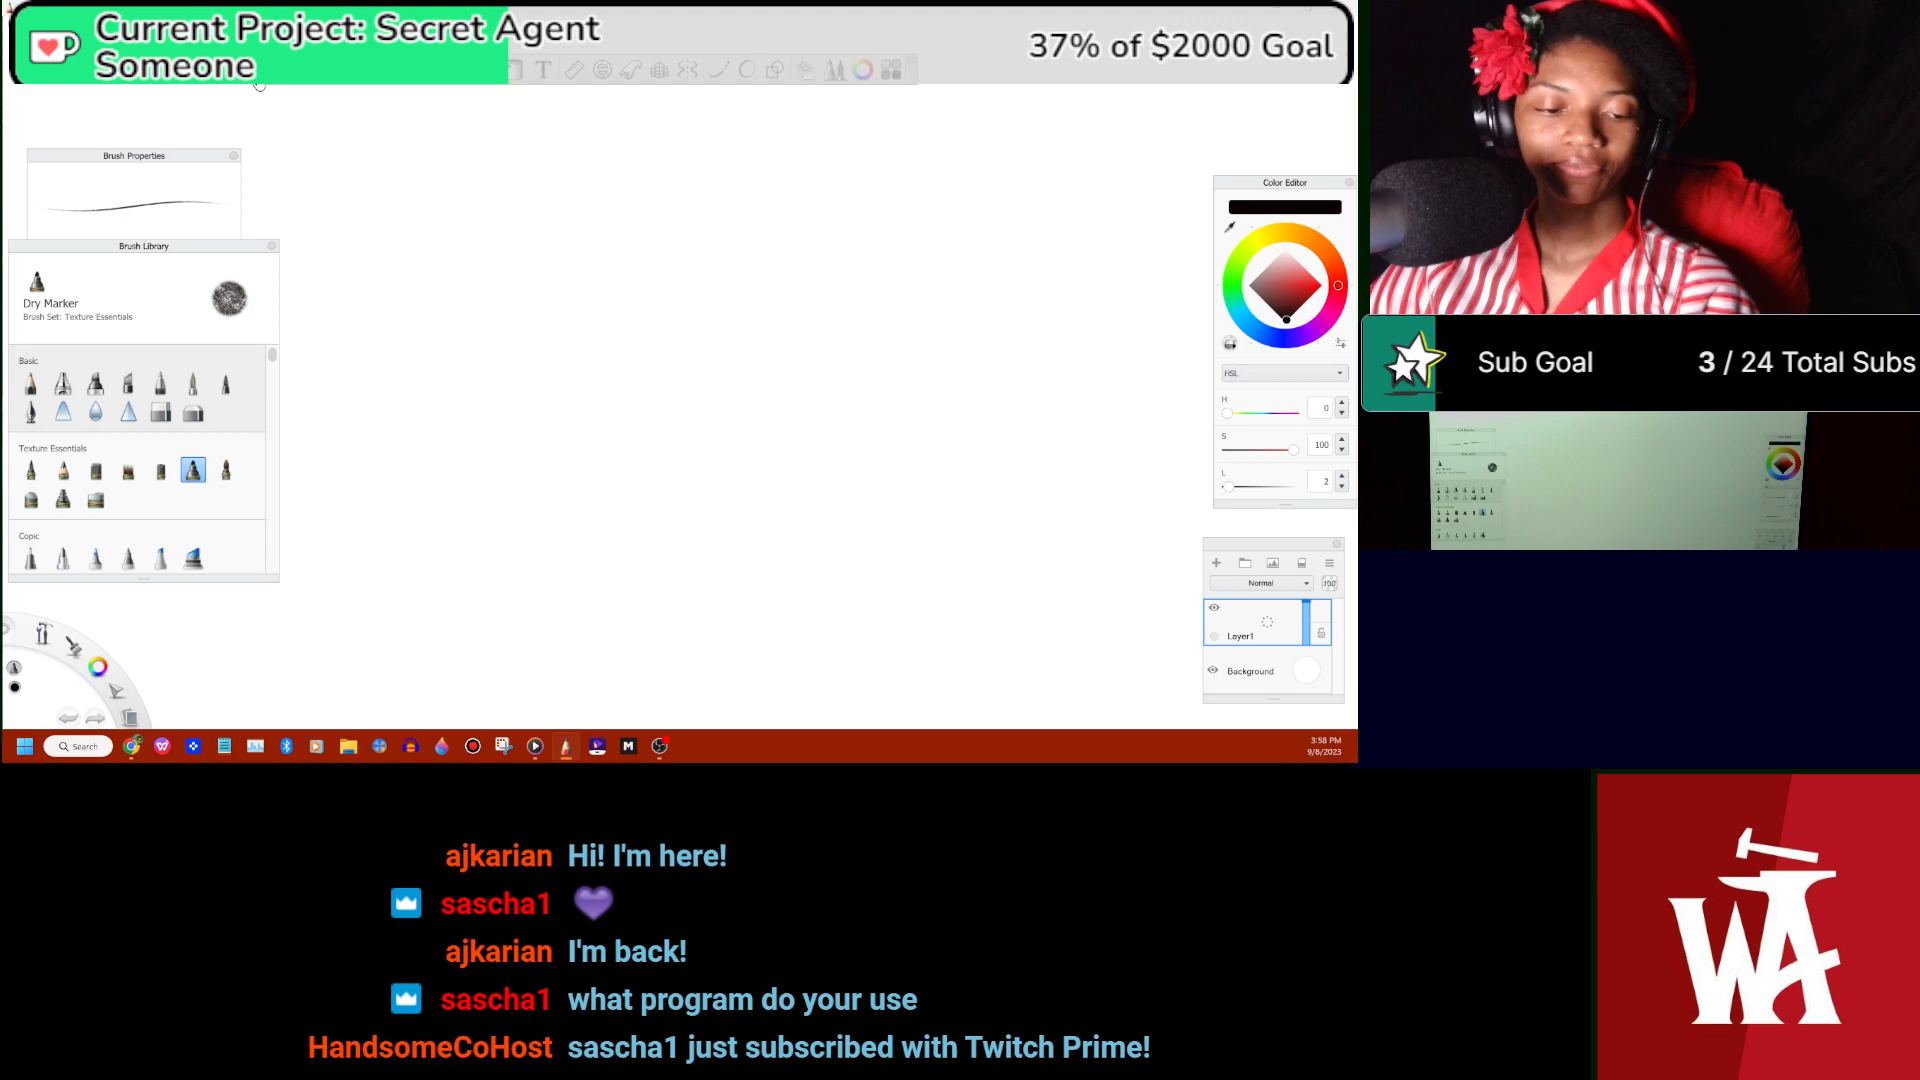 Current Project: Secret Agent
Someone
37% of $2000 Goal
Brush Properties
Brush Library
Dry Marker
Brush Set: Texture Essentials
Basic
Texture Essentials
Copic
Color Editor
HSL
H
0
S
100
L
2
Normal
100
Layer1
Background
Search
3:58 PM
9/8/2023
Sub Goal
3 / 24 Total Subs
ajkarian Hi! I'm here!
sascha1 💜
ajkarian I'm back!
sascha1 what program do your use
HandsomeCoHost sascha1 just subscribed with Twitch Prime!
WA